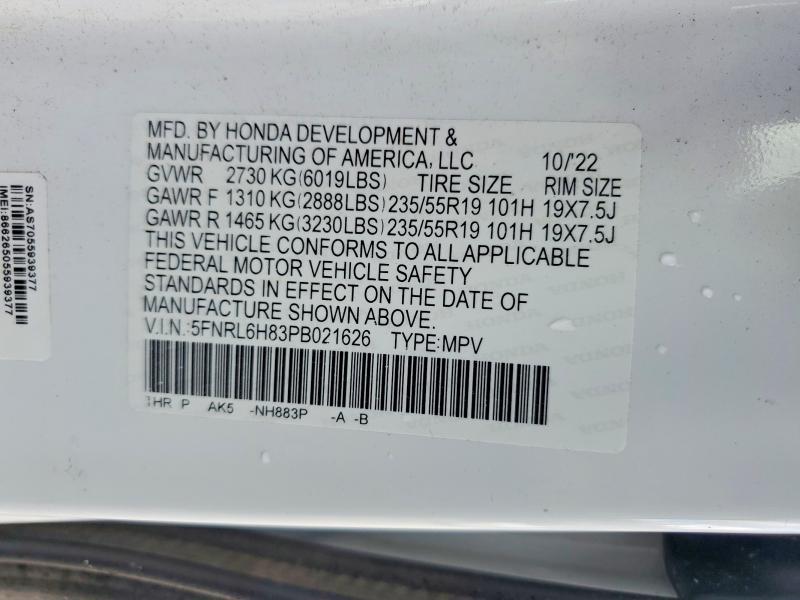 MFD. BY HONDA DEVELOPMENT &
MANUFACTURING OF AMERICA, LLC 10/'22
GVWR 2730 KG(6019LBS) TIRE SIZE RIM SIZE
GAWR F 1310 KG(2888LBS) 235/55R19 101H 19X7.5J
GAWR R 1465 KG(3230LBS) 235/55R19 101H 19X7.5J
THIS VEHICLE CONFORMS TO ALL APPLICABLE
FEDERAL MOTOR VEHICLE SAFETY
STANDARDS IN EFFECT ON THE DATE OF
MANUFACTURE SHOWN ABOVE.
V.I.N.:5FNRL6H83PB021626 TYPE:MPV
THR P AK5 -NH883P -A -B
SN:AS7055939377
IMEI:866265055939377